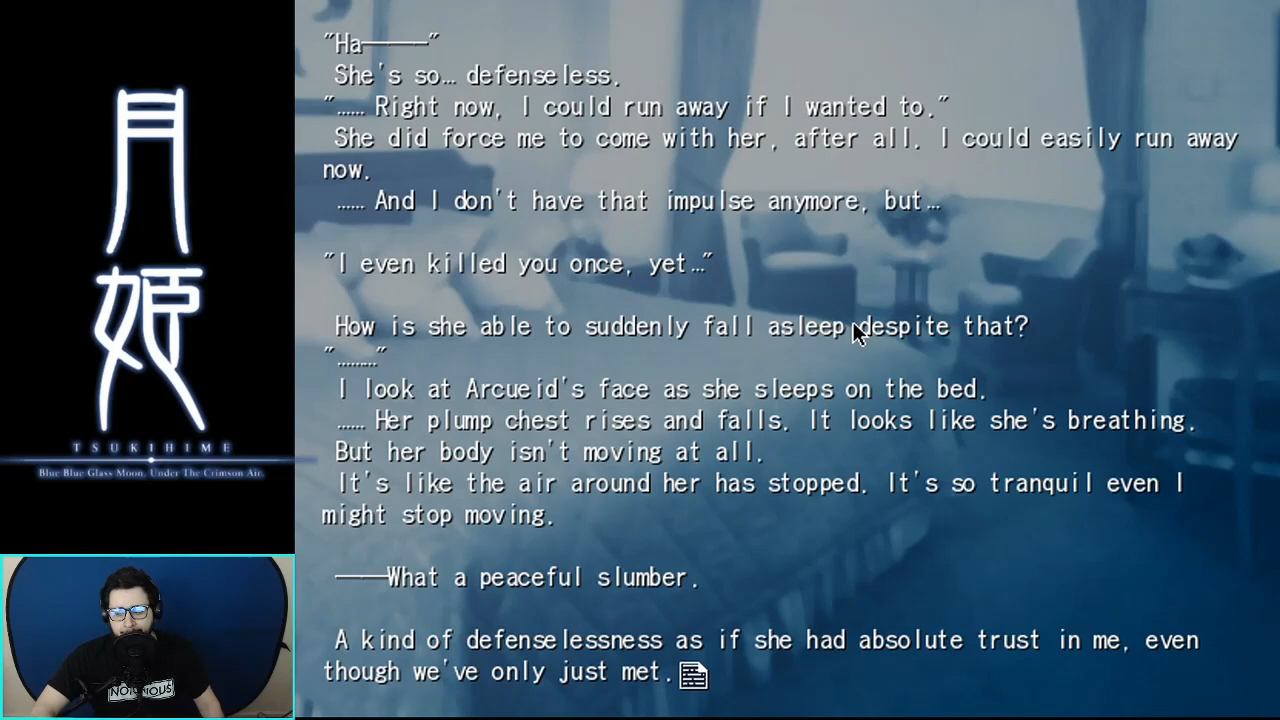 月姫
TSUKIHIME
Blue Blue Glass Moon, Under The Crimson Air.
"Ha───"
She's so… defenseless.
"…… Right now, I could run away if I wanted to."
She did force me to come with her, after all. I could easily run away
now.
…… And I don't have that impulse anymore, but…
"I even killed you once, yet…"
How is she able to suddenly fall asleep despite that?
"………"
I look at Arcueid's face as she sleeps on the bed.
…… Her plump chest rises and falls. It looks like she's breathing.
But her body isn't moving at all.
It's like the air around her has stopped. It's so tranquil even I
might stop moving.
───What a peaceful slumber.
A kind of defenselessness as if she had absolute trust in me, even
though we've only just met.
NOTORIOUS